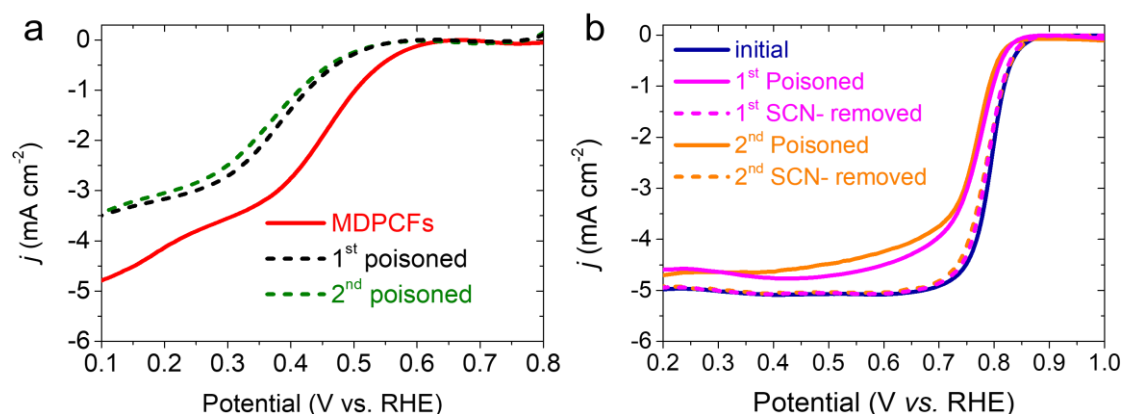 a
0
-1
-2
-3
-4
-5
-6
j (mA cm⁻²)
MDPCFs
1ˢᵗ poisoned
2ⁿᵈ poisoned
0.1 0.2 0.3 0.4 0.5 0.6 0.7 0.8
Potential (V vs. RHE)
b
0
-1
-2
-3
-4
-5
-6
j (mA cm⁻²)
initial
1ˢᵗ Poisoned
1ˢᵗ SCN- removed
2ⁿᵈ Poisoned
2ⁿᵈ SCN- removed
0.2 0.3 0.4 0.5 0.6 0.7 0.8 0.9 1.0
Potential (V vs. RHE)